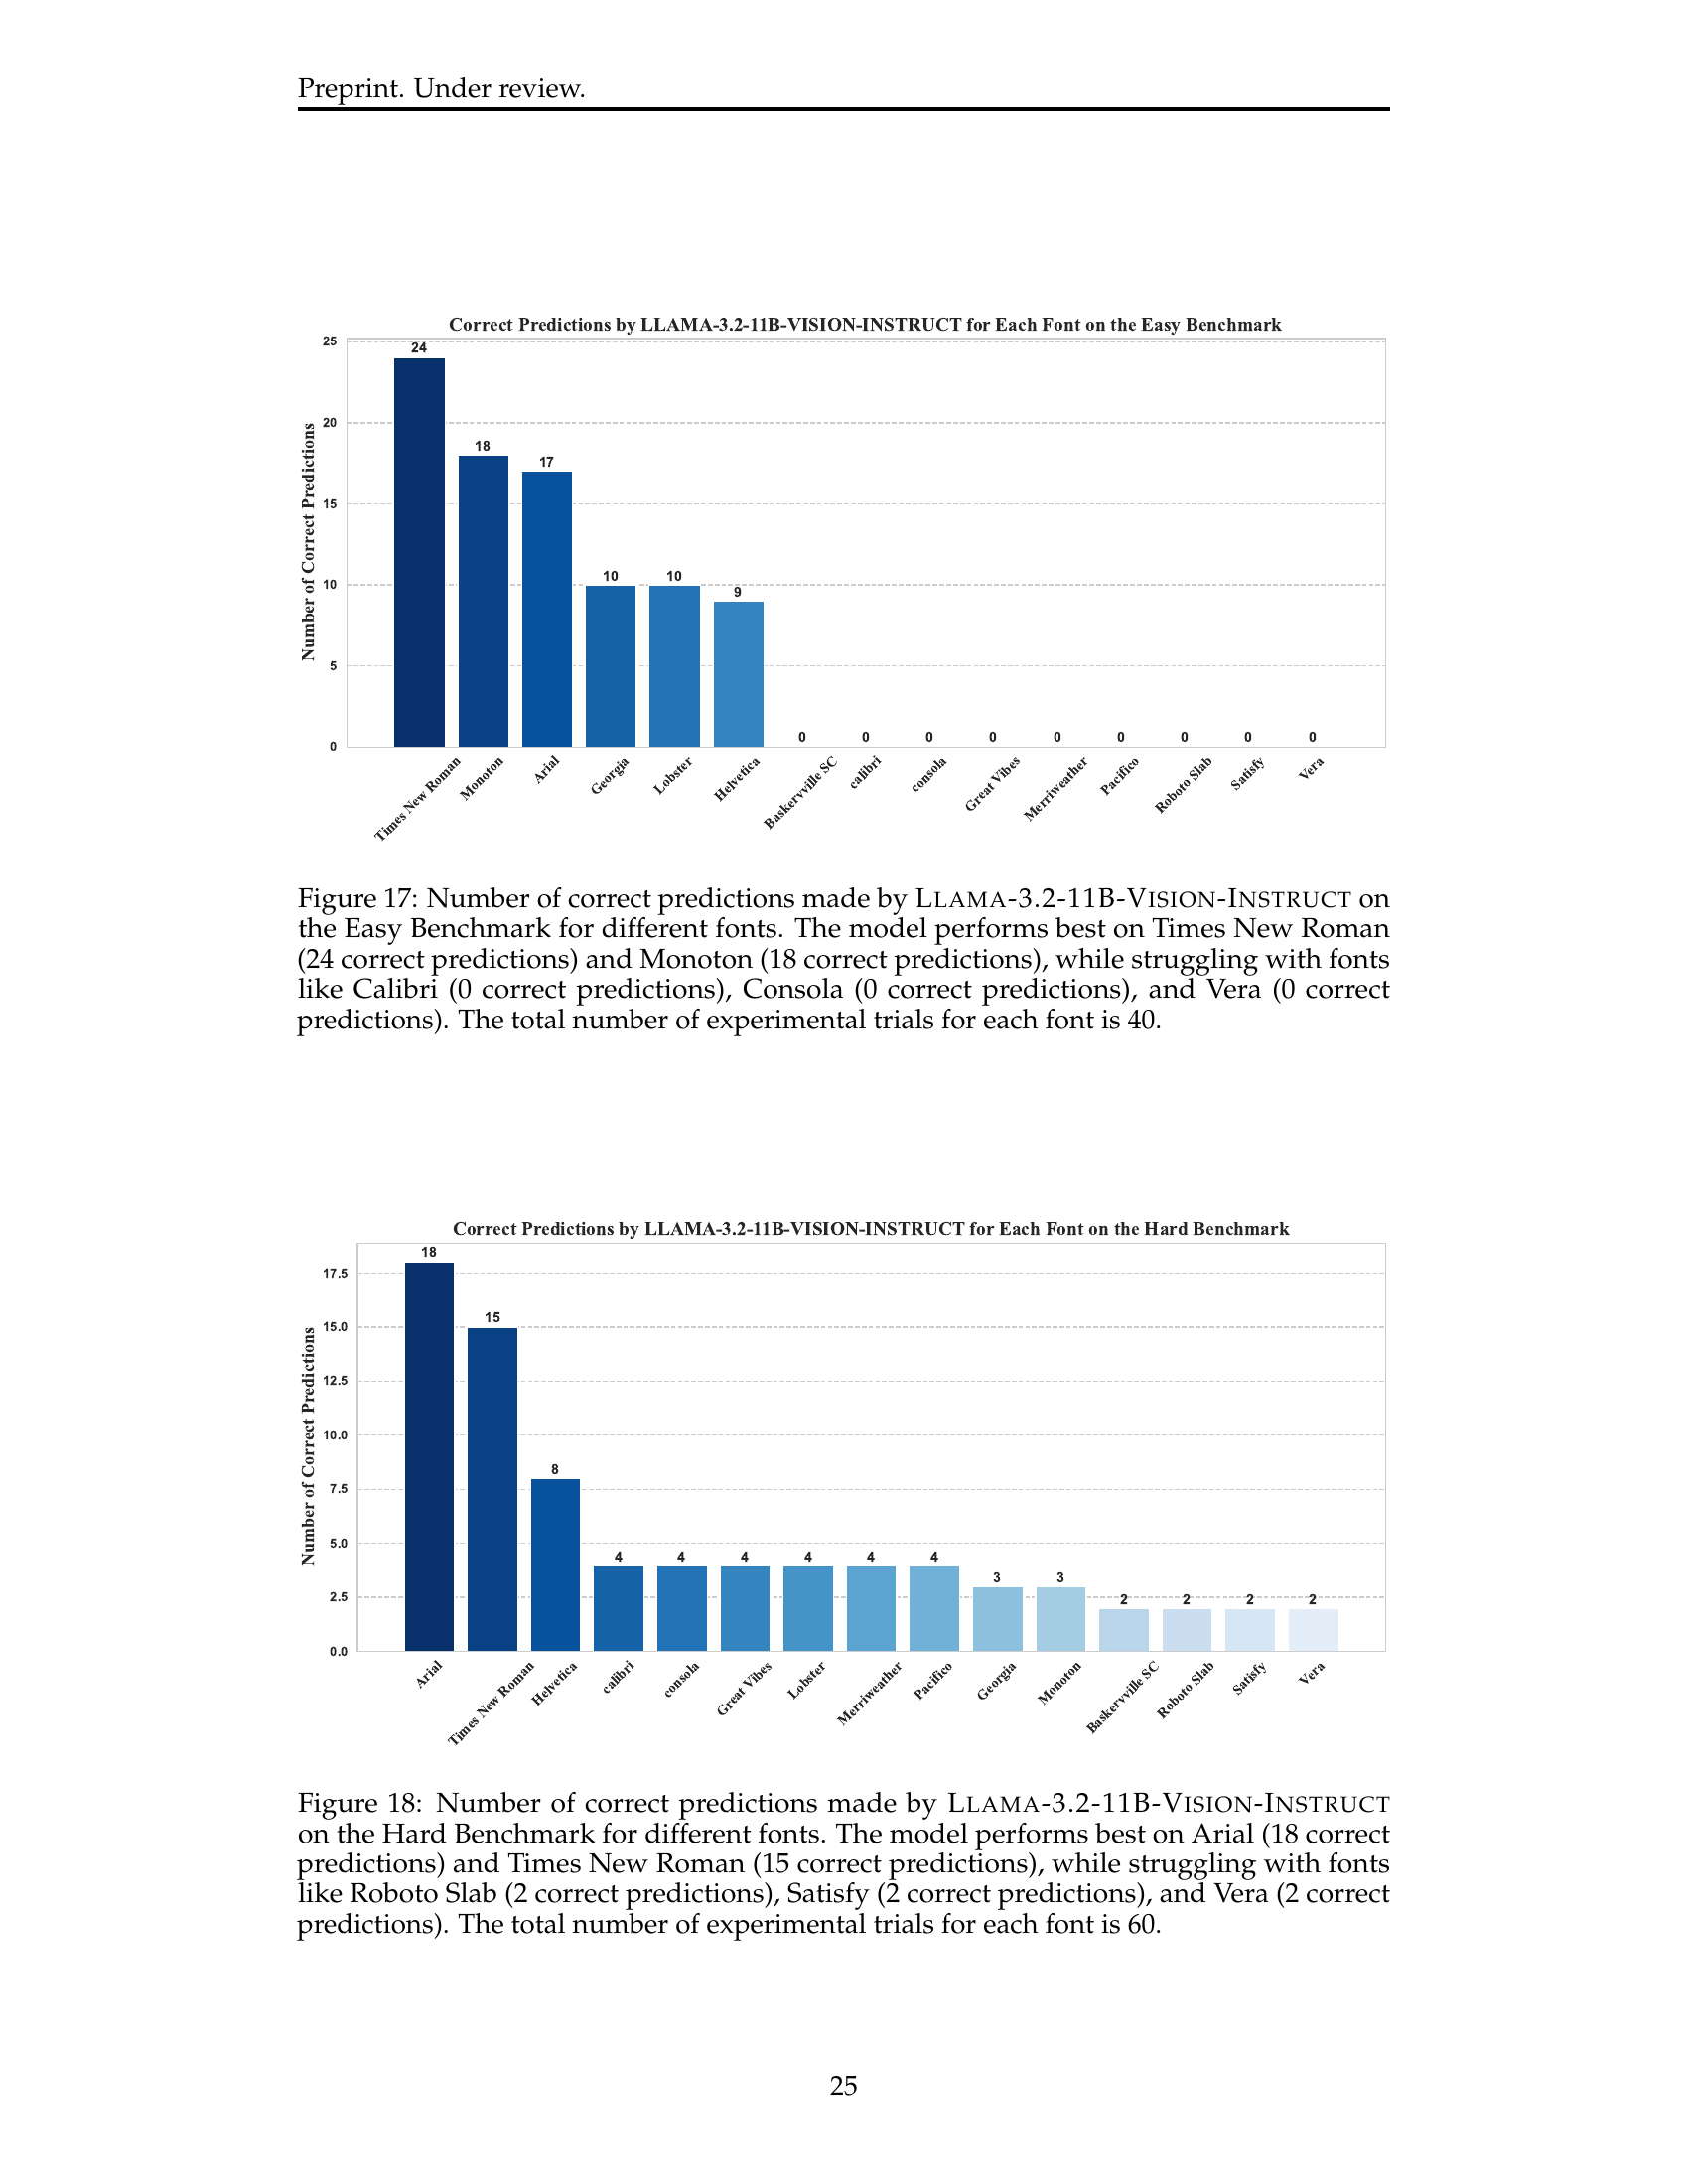 Preprint. Under review.
Correct Predictions by LLAMA-3.2-11B-VISION-INSTRUCT for Each Font on the Easy Benchmark
Number of Correct Predictions
25
20
15
10
5
0
24
18
17
10
10
9
0
0
0
0
0
0
0
0
0
Times New Roman
Monoton
Arial
Georgia
Lobster
Helvetica
Baskervville SC
calibri
consola
Great Vibes
Merriweather
Pacifico
Roboto Slab
Satisfy
Vera
Figure 17: Number of correct predictions made by LLAMA-3.2-11B-VISION-INSTRUCT on
the Easy Benchmark for different fonts. The model performs best on Times New Roman
(24 correct predictions) and Monoton (18 correct predictions), while struggling with fonts
like Calibri (0 correct predictions), Consola (0 correct predictions), and Vera (0 correct
predictions). The total number of experimental trials for each font is 40.
Correct Predictions by LLAMA-3.2-11B-VISION-INSTRUCT for Each Font on the Hard Benchmark
Number of Correct Predictions
17.5
15.0
12.5
10.0
7.5
5.0
2.5
0.0
18
15
8
4
4
4
4
4
4
3
3
2
2
2
2
Arial
Times New Roman
Helvetica
calibri
consola
Great Vibes
Lobster
Merriweather
Pacifico
Georgia
Monoton
Baskervville SC
Roboto Slab
Satisfy
Vera
Figure 18: Number of correct predictions made by LLAMA-3.2-11B-VISION-INSTRUCT
on the Hard Benchmark for different fonts. The model performs best on Arial (18 correct
predictions) and Times New Roman (15 correct predictions), while struggling with fonts
like Roboto Slab (2 correct predictions), Satisfy (2 correct predictions), and Vera (2 correct
predictions). The total number of experimental trials for each font is 60.
25